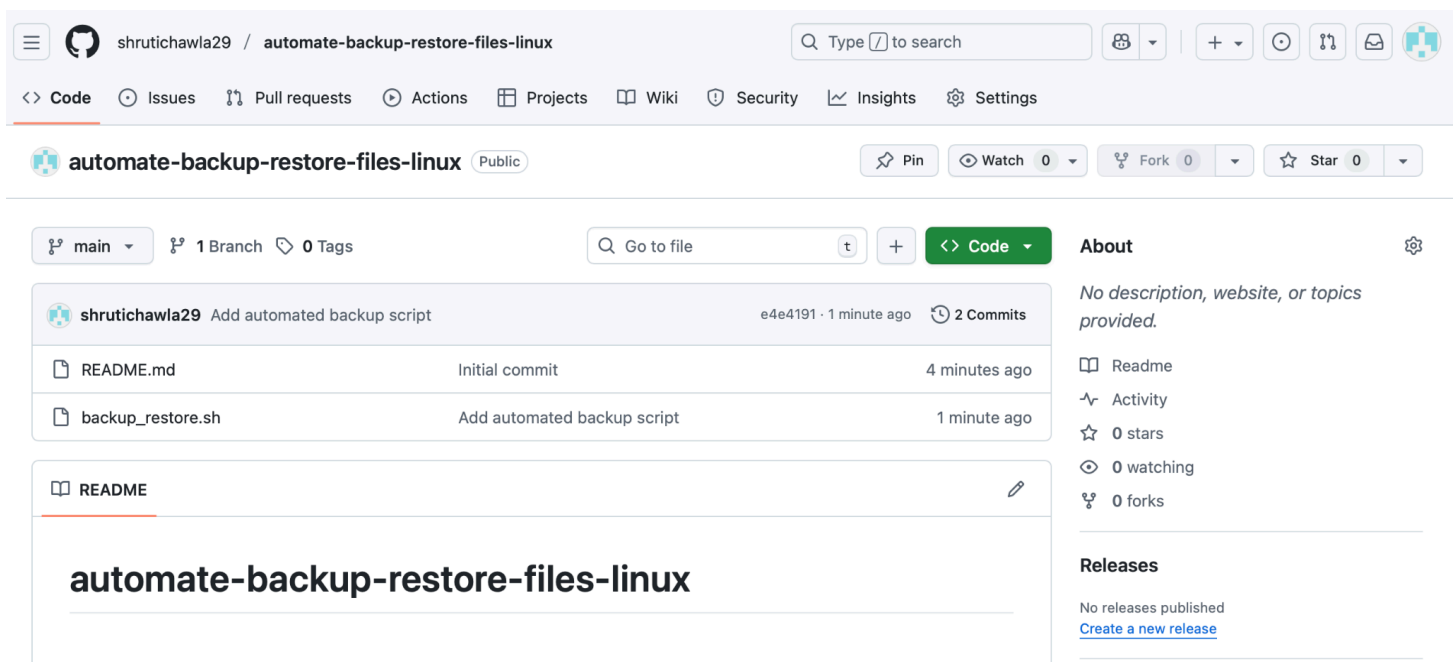 shrutichawla29 / automate-backup-restore-files-linux
Type / to search
Code Issues Pull requests Actions Projects Wiki Security Insights Settings
automate-backup-restore-files-linux Public
Pin Watch 0 Fork 0 Star 0
main 1 Branch 0 Tags
Go to file t
Code
shrutichawla29 Add automated backup script e4e4191 · 1 minute ago 2 Commits
README.md Initial commit 4 minutes ago
backup_restore.sh Add automated backup script 1 minute ago
README
automate-backup-restore-files-linux
About
No description, website, or topics
provided.
Readme
Activity
0 stars
0 watching
0 forks
Releases
No releases published
Create a new release